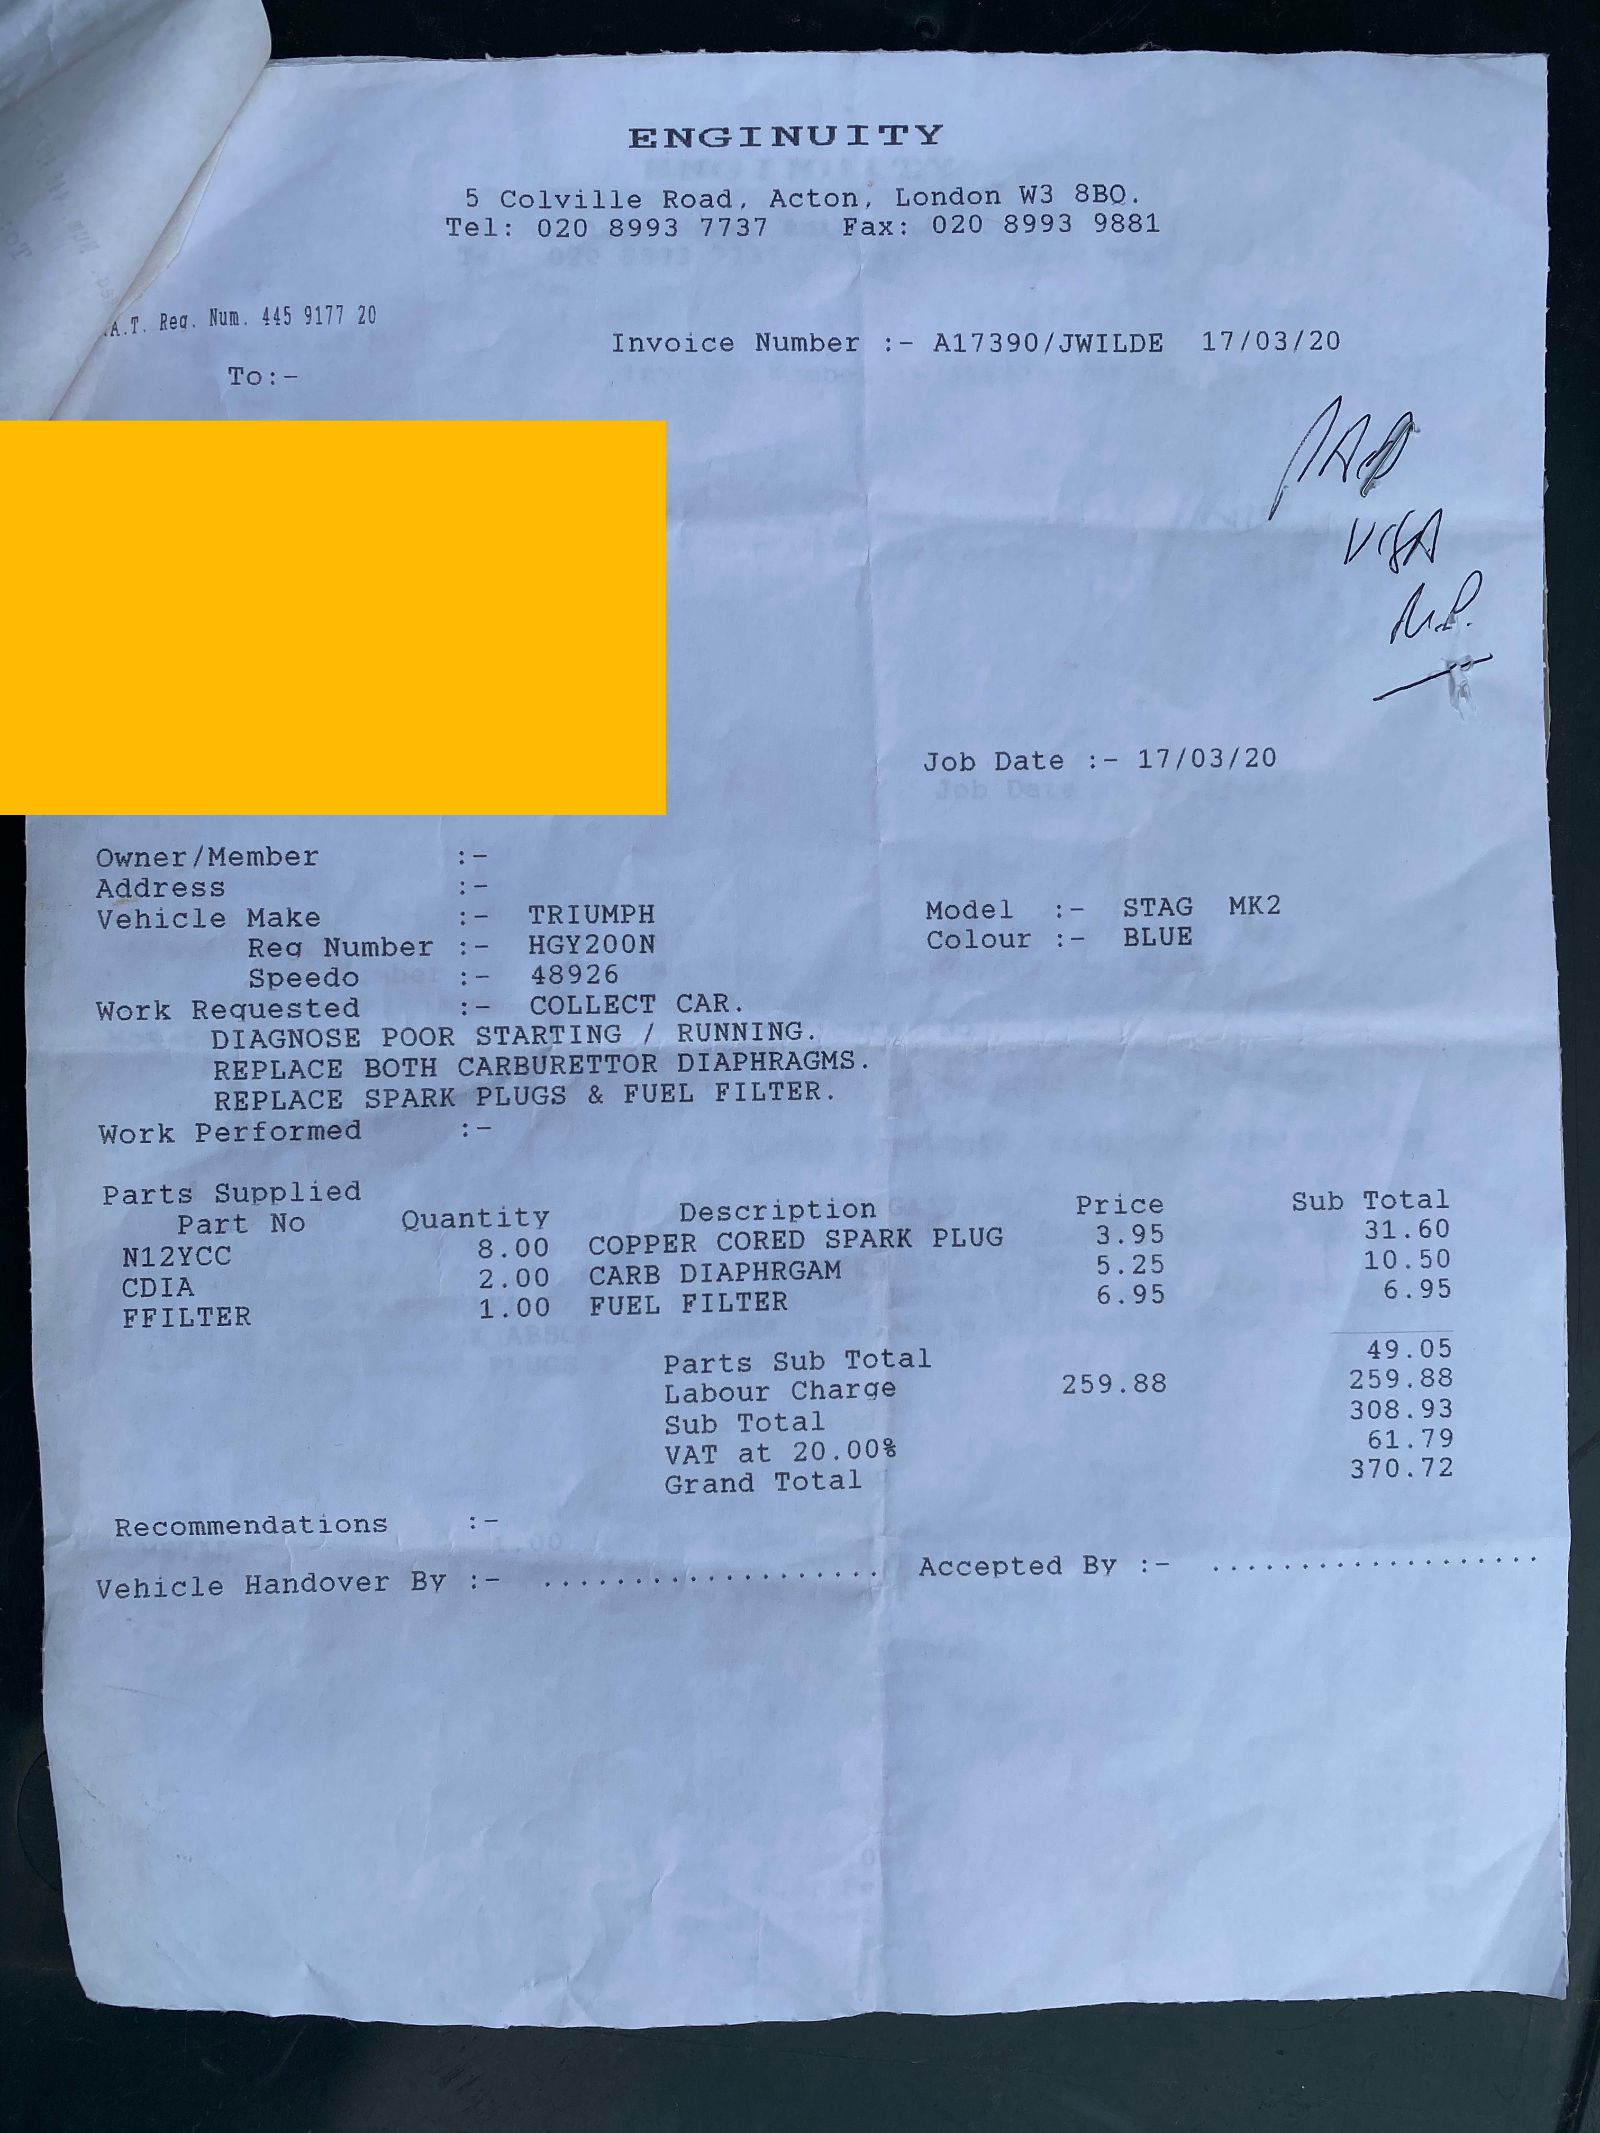 ENGINUITY
5 Colville Road, Acton, London W3 8BQ.
Tel: 020 8993 7737 Fax: 020 8993 9881
.A.T. Reg. Num. 445 9177 20
Invoice Number :- A17390/JWILDE 17/03/20
To:-
PAID
VISA
Job Date :- 17/03/20
Owner/Member :-
Address :-
Vehicle Make :- TRIUMPH Model :- STAG MK2
Reg Number :- HGY200N Colour :- BLUE
Speedo :- 48926
Work Requested :- COLLECT CAR.
DIAGNOSE POOR STARTING / RUNNING.
REPLACE BOTH CARBURETTOR DIAPHRAGMS.
REPLACE SPARK PLUGS & FUEL FILTER.
Work Performed :-
Parts Supplied
Part No Quantity Description Price Sub Total
N12YCC 8.00 COPPER CORED SPARK PLUG 3.95 31.60
CDIA 2.00 CARB DIAPHRGAM 5.25 10.50
FFILTER 1.00 FUEL FILTER 6.95 6.95
Parts Sub Total 49.05
Labour Charge 259.88 259.88
Sub Total 308.93
VAT at 20.00% 61.79
Grand Total 370.72
Recommendations :-
Vehicle Handover By :- ................... Accepted By :- ...................